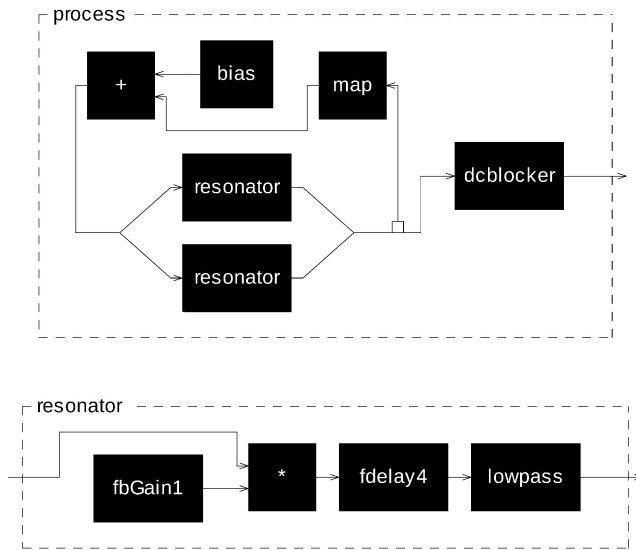 process
+
bias
map
resonator
dcblocker
resonator
resonator
fbGain1
*
fdelay4
lowpass